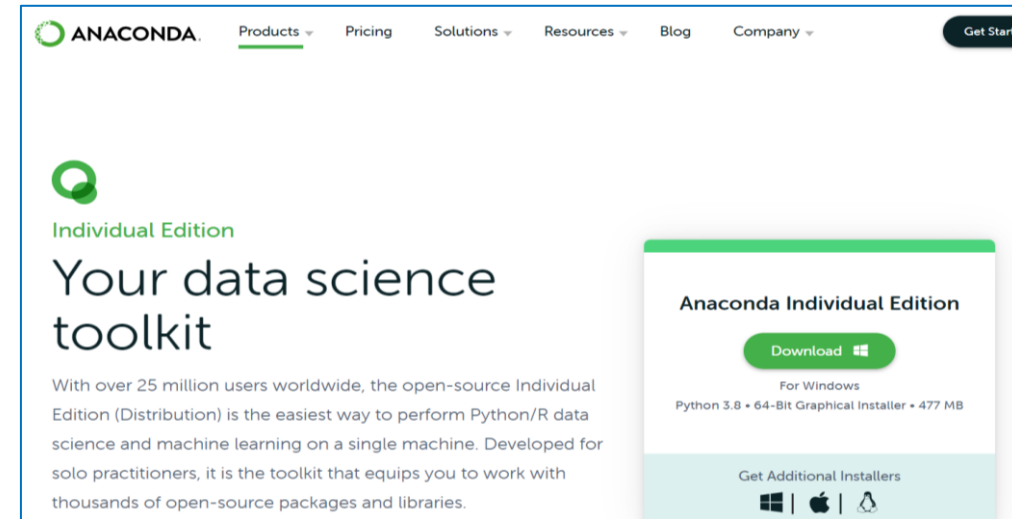 ANACONDA. Products Pricing Solutions Resources Blog Company Get Start
Individual Edition
Your data science
toolkit
With over 25 million users worldwide, the open-source Individual
Edition (Distribution) is the easiest way to perform Python/R data
science and machine learning on a single machine. Developed for
solo practitioners, it is the toolkit that equips you to work with
thousands of open-source packages and libraries.
Anaconda Individual Edition
Download
For Windows
Python 3.8 • 64-Bit Graphical Installer • 477 MB
Get Additional Installers
| |